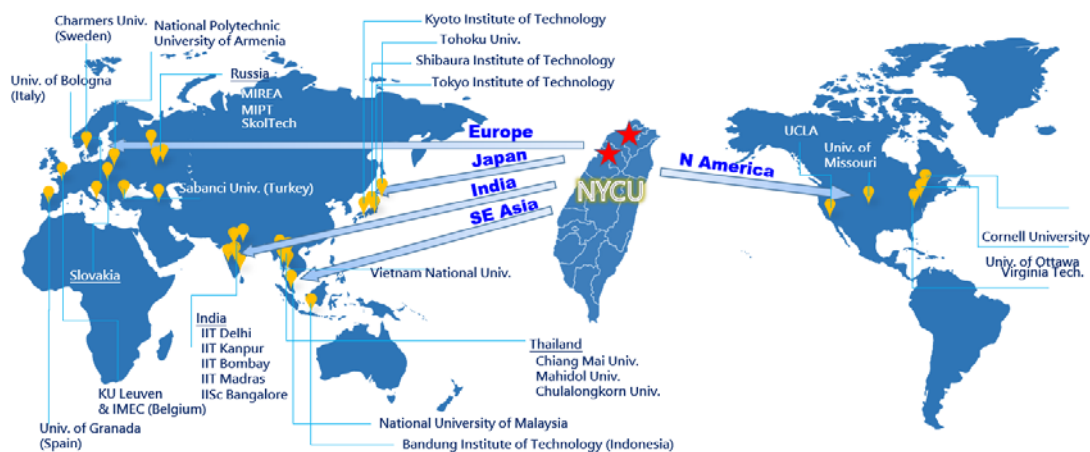 Charmers Univ.
(Sweden)
National Polytechnic
University of Armenia
Univ. of Bologna
(Italy)
Russia
MIREA
MIPT
SkolTech
Kyoto Institute of Technology
Tohoku Univ.
Shibaura Institute of Technology
Tokyo Institute of Technology
Europe
Japan
India
SE Asia
N America
NYCU
UCLA
Univ. of
Missouri
Sabanci Univ. (Turkey)
Slovakia
Vietnam National Univ.
Cornell University
Univ. of Ottawa
Virginia Tech.
India
IIT Delhi
IIT Kanpur
IIT Bombay
IIT Madras
IISc Bangalore
Thailand
Chiang Mai Univ.
Mahidol Univ.
Chulalongkorn Univ.
KU Leuven
& IMEC (Belgium)
Univ. of Granada
(Spain)
National University of Malaysia
Bandung Institute of Technology (Indonesia)